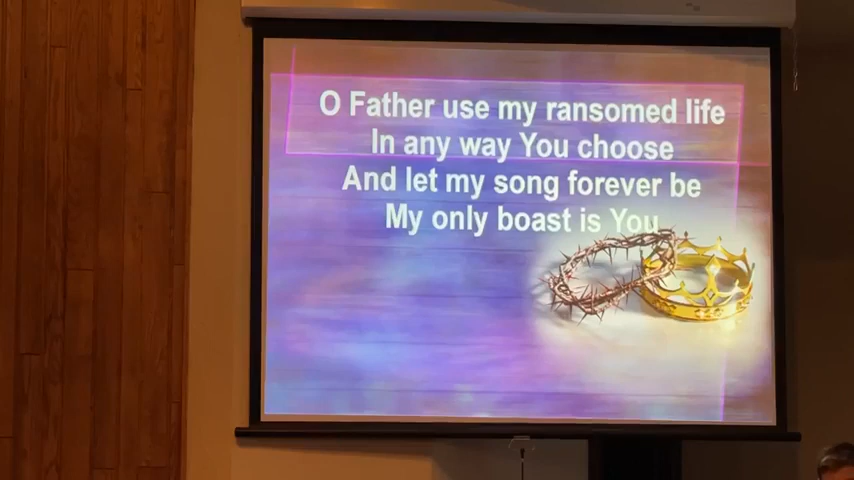 O Father use my ransomed life
In any way You choose
And let my song forever be
My only boast is You